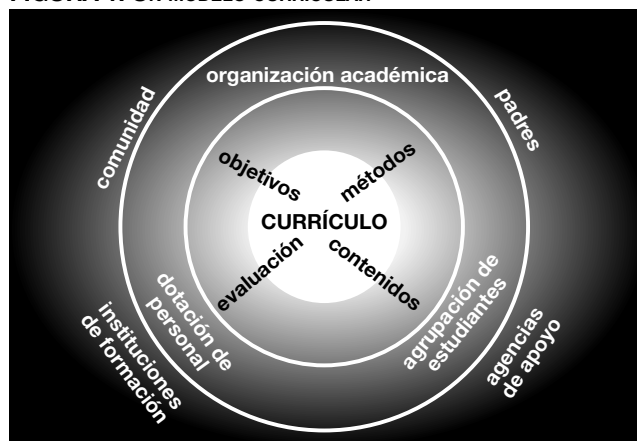 FIGURA 1. UN MODELO CURRICULAR
organización académica
comunidad
padres
objetivos
métodos
CURRÍCULO
evaluación
contenidos
dotación de
personal
agrupación de
estudiantes
instituciones
de formación
agencias
de apoyo